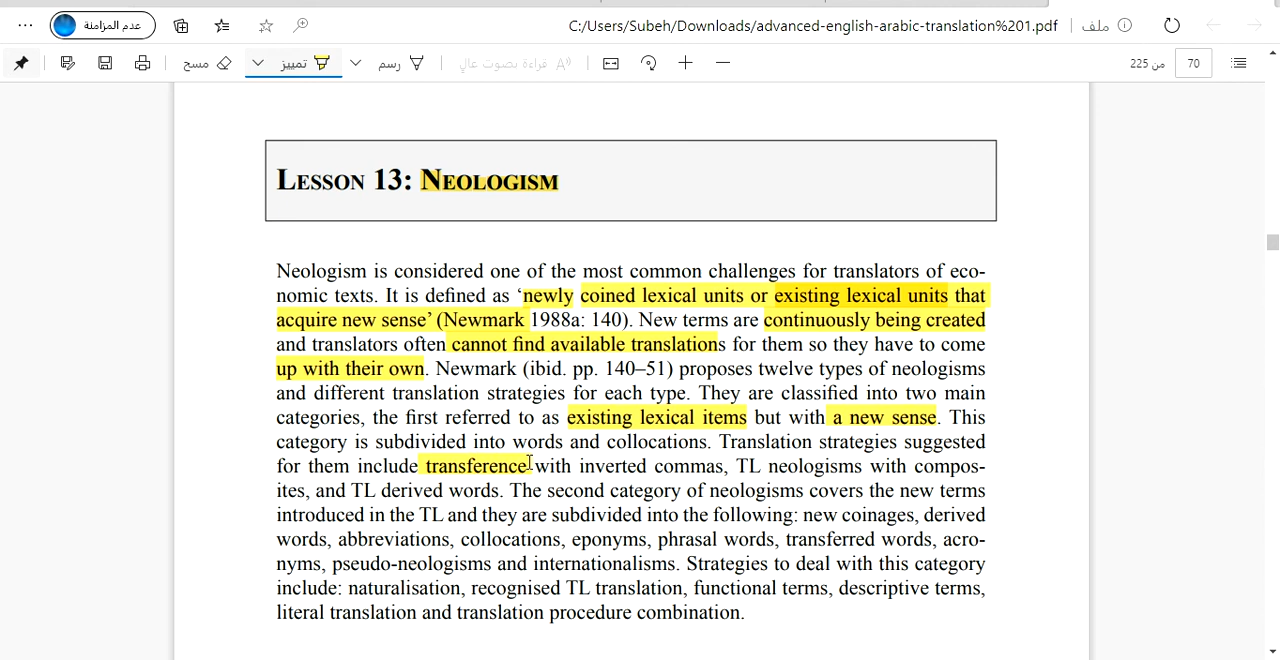 عدم المزامنة
C:/Users/Subeh/Downloads/advanced-english-arabic-translation%201.pdf
ملف
مسح
تمييز
رسم
قراءة بصوت عالٍ
225 من
70
LESSON 13: NEOLOGISM
Neologism is considered one of the most common challenges for translators of eco-
nomic texts. It is defined as ‘newly coined lexical units or existing lexical units that
acquire new sense’ (Newmark 1988a: 140). New terms are continuously being created
and translators often cannot find available translations for them so they have to come
up with their own. Newmark (ibid. pp. 140–51) proposes twelve types of neologisms
and different translation strategies for each type. They are classified into two main
categories, the first referred to as existing lexical items but with a new sense. This
category is subdivided into words and collocations. Translation strategies suggested
for them include transference with inverted commas, TL neologisms with compos-
ites, and TL derived words. The second category of neologisms covers the new terms
introduced in the TL and they are subdivided into the following: new coinages, derived
words, abbreviations, collocations, eponyms, phrasal words, transferred words, acro-
nyms, pseudo-neologisms and internationalisms. Strategies to deal with this category
include: naturalisation, recognised TL translation, functional terms, descriptive terms,
literal translation and translation procedure combination.